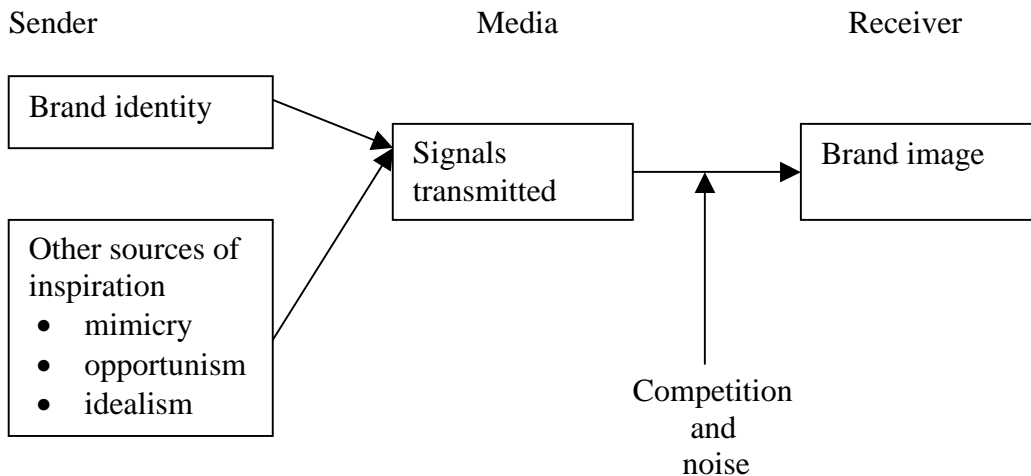 Sender
Media
Receiver
Brand identity
Signals
transmitted
Brand image
Other sources of
inspiration
• mimicry
• opportunism
• idealism
Competition
and
noise